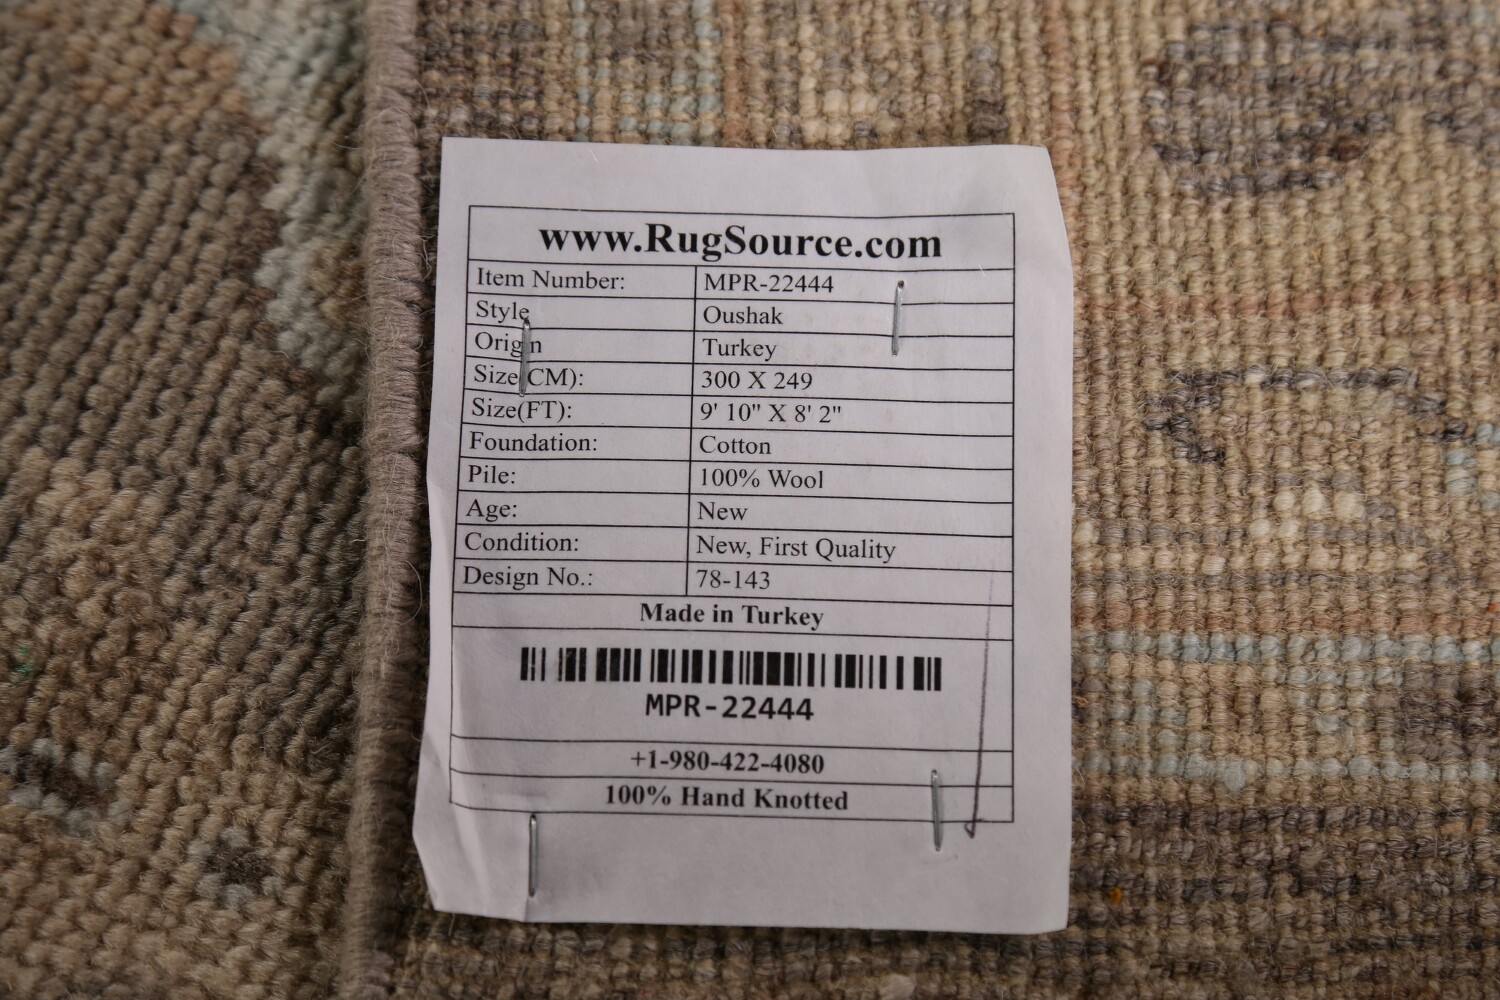 www.RugSource.com
Item Number: MPR-22444
Style Oushak
Origin Turkey
Size(CM): 300 X 249
Size(FT): 9' 10" X 8' 2"
Foundation: Cotton
Pile: 100% Wool
Age: New
Condition: New, First Quality
Design No.: 78-143
Made in Turkey
MPR-22444
+1-980-422-4080
100% Hand Knotted